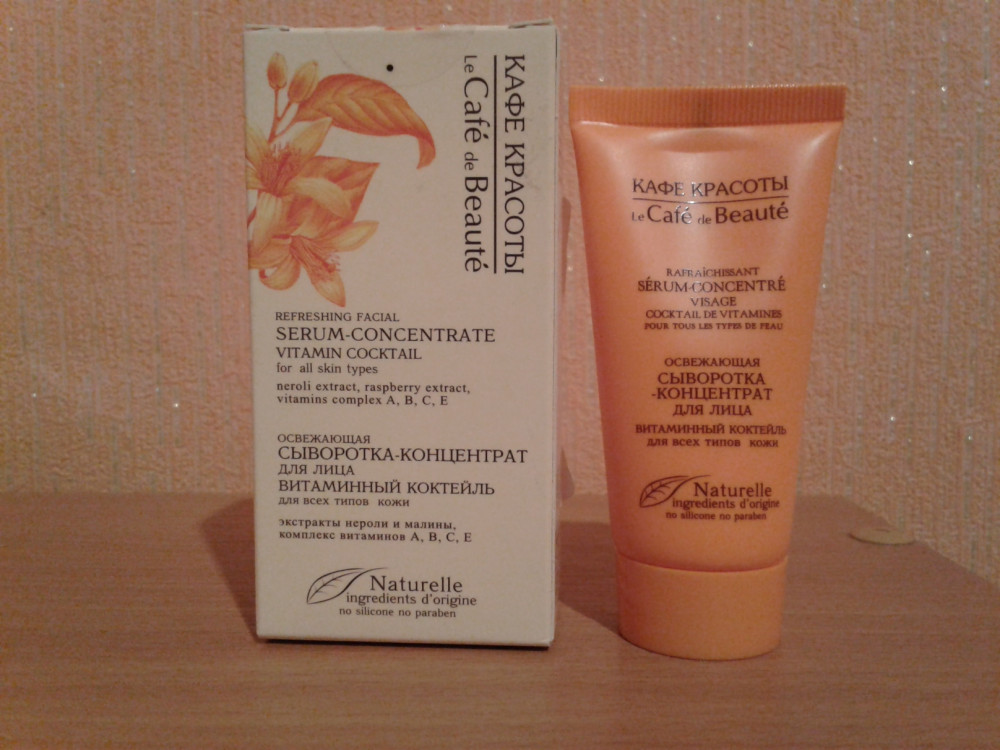 КАФЕ КРАСОТЫ
Le Café de Beauté
REFRESHING FACIAL
SERUM-CONCENTRATE
VITAMIN COCKTAIL
for all skin types
neroli extract, raspberry extract,
vitamins complex A, B, C, E
ОСВЕЖАЮЩАЯ
СЫВОРОТКА-КОНЦЕНТРАТ
ДЛЯ ЛИЦА
ВИТАМИННЫЙ КОКТЕЙЛЬ
для всех типов кожи
экстракты нероли и малины,
комплекс витаминов А, В, С, Е
Naturelle
ingredients d'origine
no silicone no paraben
КАФЕ КРАСОТЫ
Le Café de Beauté
RAFRAÎCHISSANT
SÉRUM-CONCENTRÉ
VISAGE
COCKTAIL DE VITAMINES
POUR TOUS LES TYPES DE PEAU
ОСВЕЖАЮЩАЯ
СЫВОРОТКА
-КОНЦЕНТРАТ
ДЛЯ ЛИЦА
ВИТАМИННЫЙ КОКТЕЙЛЬ
для всех типов кожи
Naturelle
ingredients d'origine
no silicone no paraben